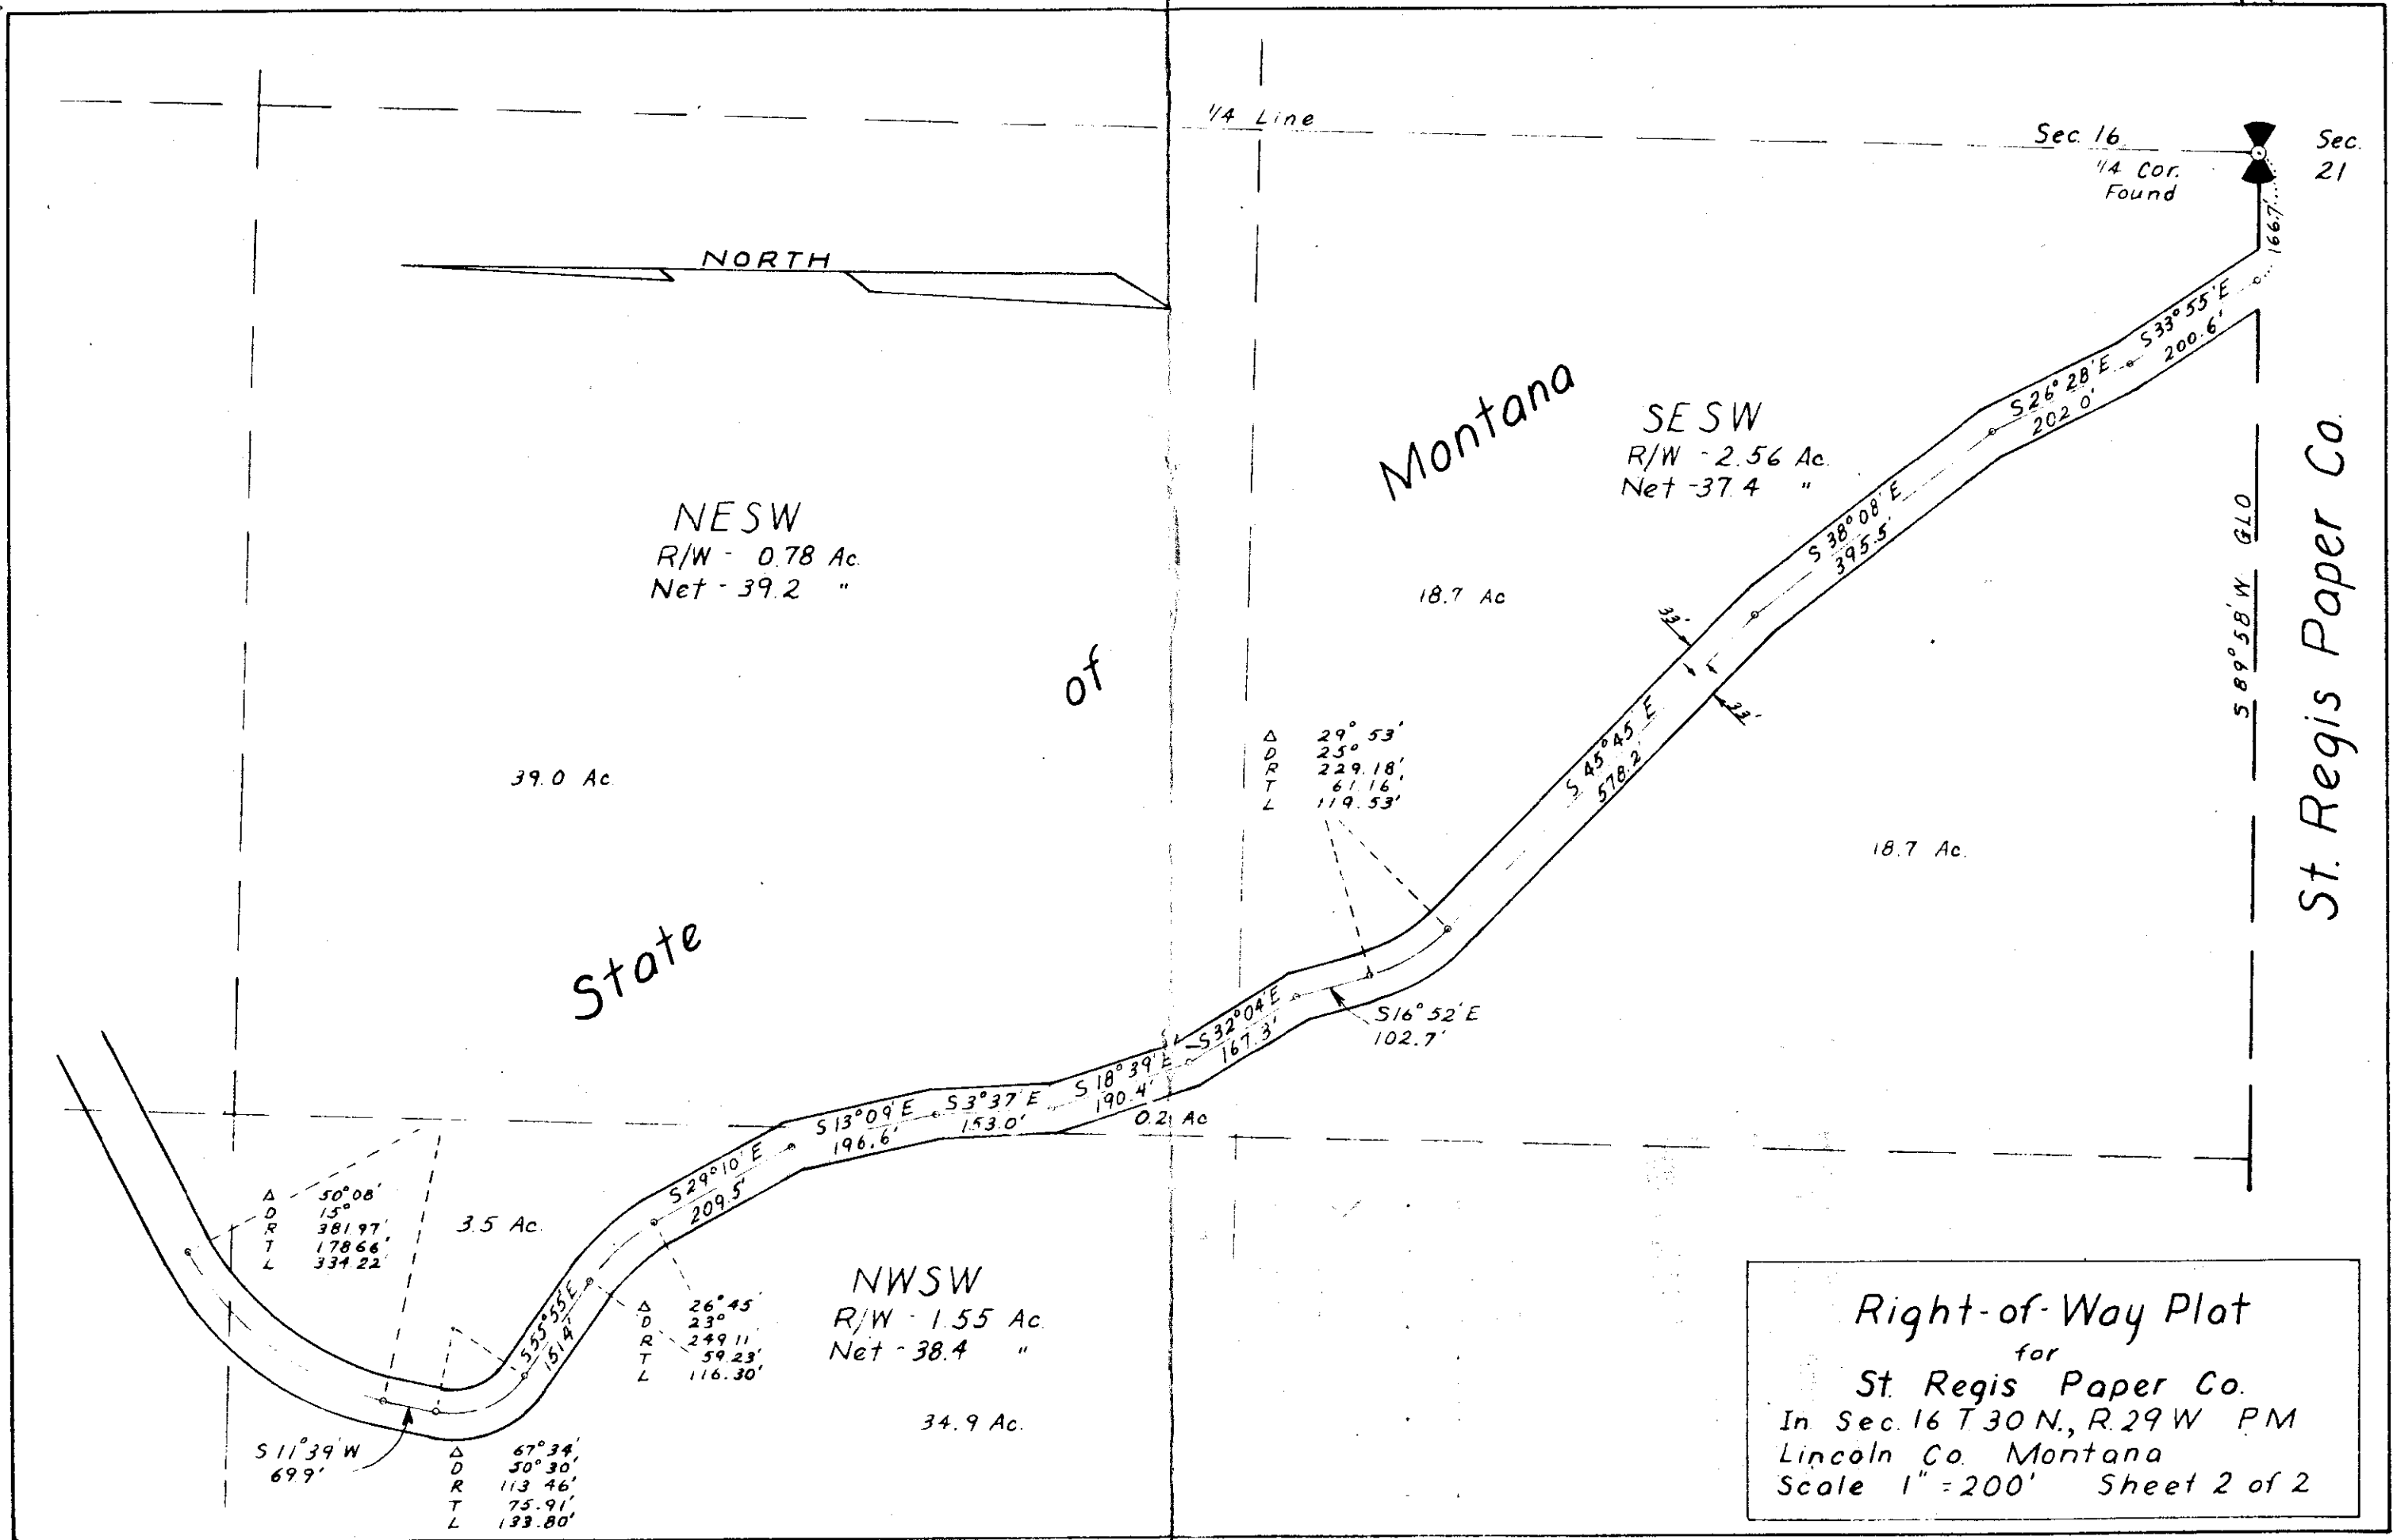 1/4 Line
Sec. 16
1/4 Cor.
Found
Sec.
21
166.7'
NORTH
S 33° 55' E
200.6'
S 26° 28' E
202.0'
Montana
SESW
R/W - 2.56 Ac.
Net - 37.4 "
S 38° 08' E
395.5'
NESW
R/W - 0.78 Ac.
Net - 39.2 "
18.7 Ac
33'
33'
S 89° 58' W GLO
St. Regis Paper Co.
of
S 45° 45' E
578.2'
Δ 29° 53'
D 25°
R 229.18'
T 61.16'
L 119.53'
39.0 Ac.
18.7 Ac.
State
S 16° 52' E
102.7'
S 32° 04' E
167.3'
S 18° 39' E
190.4'
0.2 Ac
S 3° 37' E
153.0'
S 13° 09' E
196.6'
S 29° 10' E
209.5'
Δ 50° 08'
D 15°
R 381.97'
T 178.66'
L 334.22'
3.5 Ac.
S 55° 55' E
151.4'
Δ 26° 45'
D 23°
R 249.11'
T 59.23'
L 116.30'
NWSW
R/W - 1.55 Ac.
Net - 38.4 "
34.9 Ac.
S 11° 39' W
69.9'
Δ 67° 34'
D 50° 30'
R 113.46'
T 75.91'
L 133.80'
Right-of-Way Plat
for
St. Regis Paper Co.
In Sec. 16 T 30 N., R. 29 W P M
Lincoln Co. Montana
Scale 1" = 200' Sheet 2 of 2